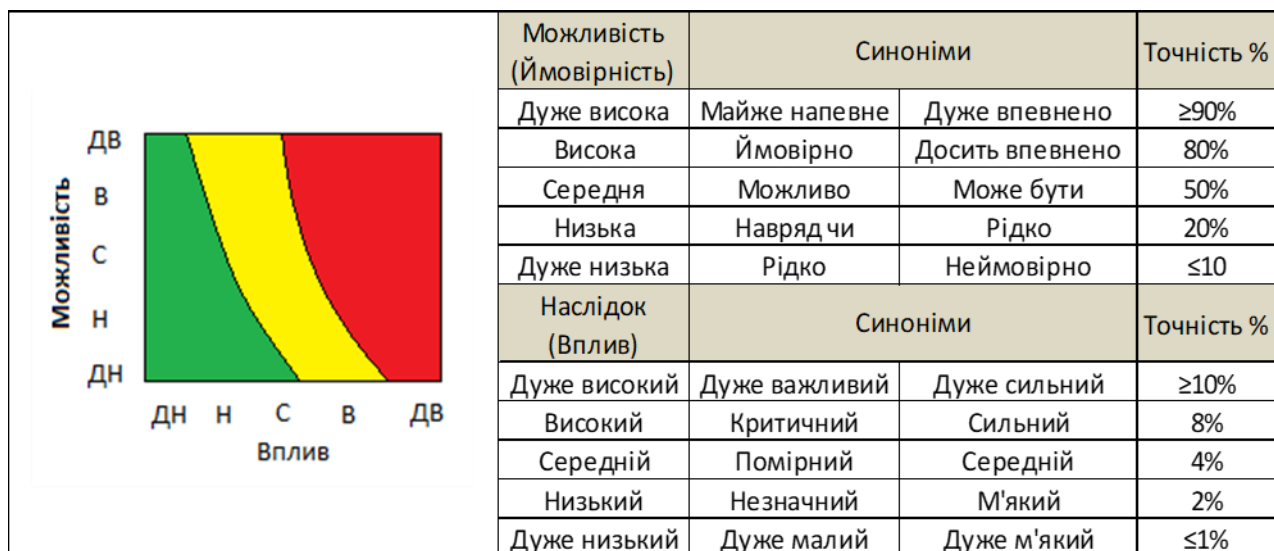 ДВ
В
С
Н
ДН
Можливість
ДН Н С В ДВ
Вплив
Можливість
(Ймовірність)
Синоніми
Точність %
Дуже висока Майже напевне Дуже впевнено ≥90%
Висока Ймовірно Досить впевнено 80%
Середня Можливо Може бути 50%
Низька Навряд чи Рідко 20%
Дуже низька Рідко Неймовірно ≤10
Наслідок
(Вплив)
Синоніми
Точність %
Дуже високий Дуже важливий Дуже сильний ≥10%
Високий Критичний Сильний 8%
Середній Помірний Середній 4%
Низький Незначний М'який 2%
Дуже низький Дуже малий Дуже м'який ≤1%